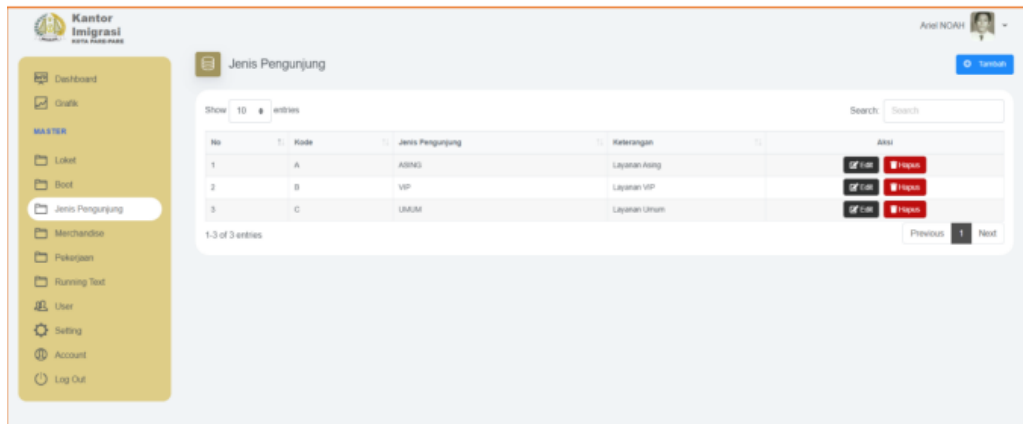 Kantor
Imigrasi
KOTA PARE-PARE
Ariel NOAH
Jenis Pengunjung
Tambah
Dashboard
Grafik
MASTER
Loket
Boot
Jenis Pengunjung
Merchandise
Pekerjaan
Running Text
User
Setting
Account
Log Out
Show 10 entries
Search: Search
No Kode Jenis Pengunjung Keterangan Aksi
1 A ASING Layanan Asing Edit Hapus
2 B VIP Layanan VIP Edit Hapus
3 C UMUM Layanan Umum Edit Hapus
1-3 of 3 entries
Previous 1 Next